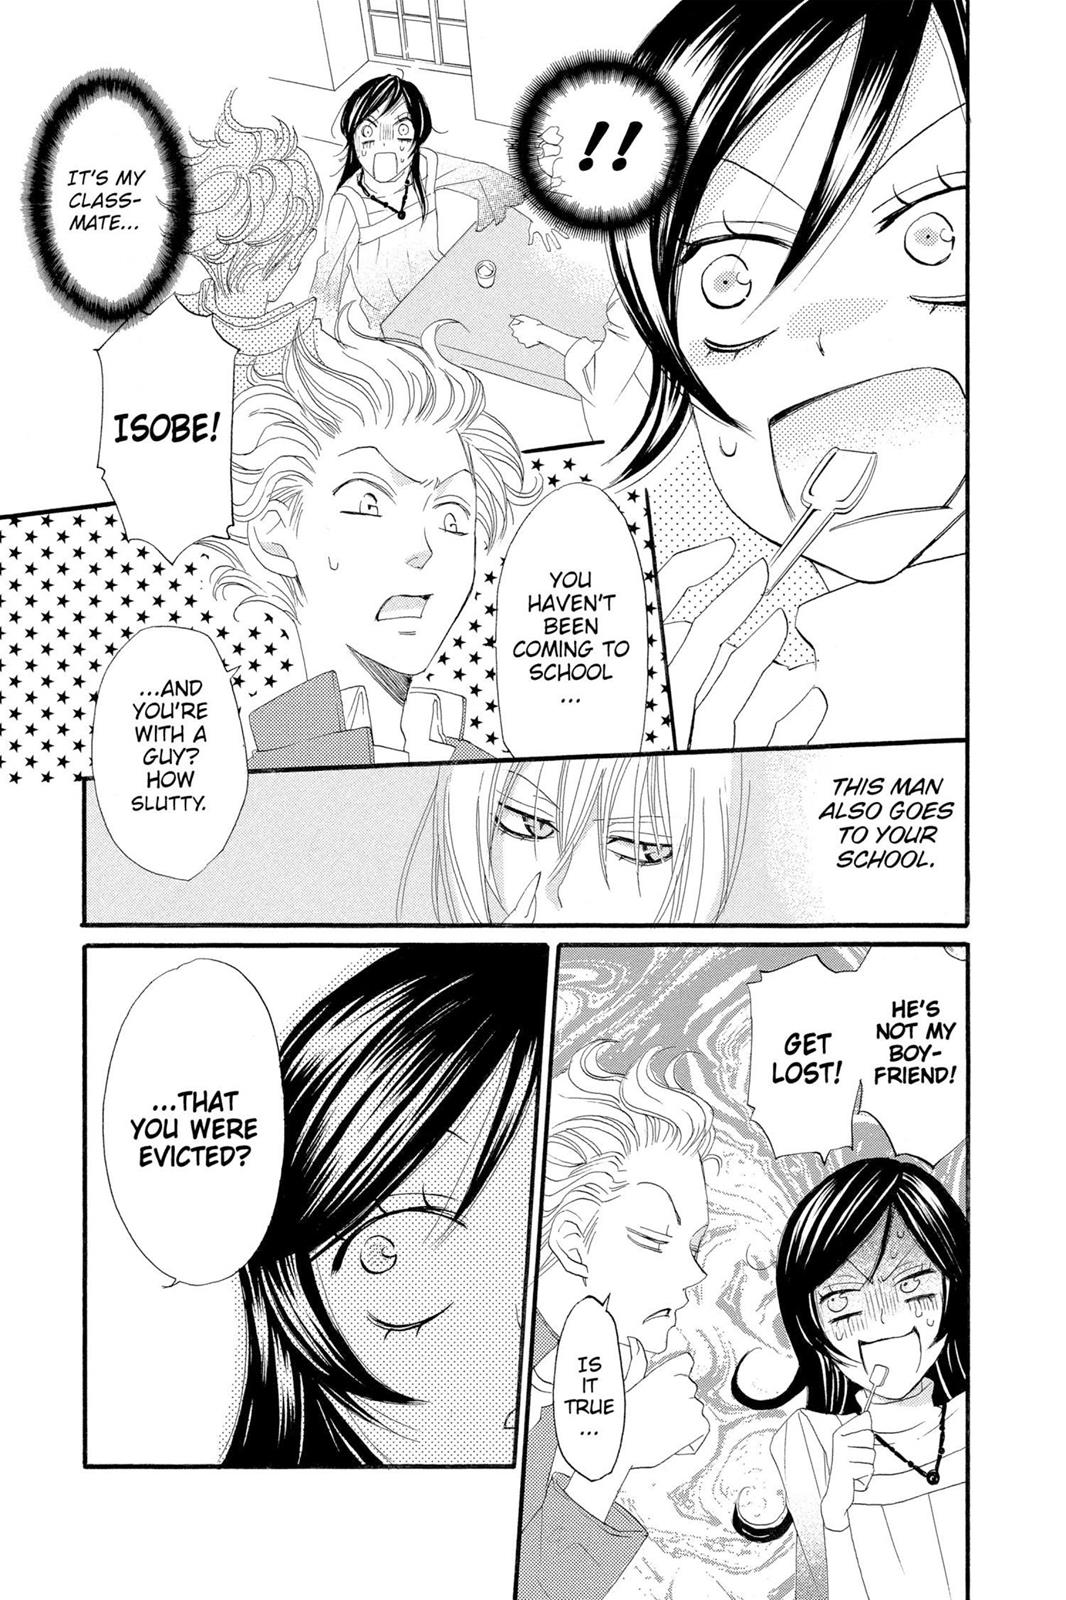 !!
IT'S MY
CLASS-
MATE...
ISOBE!
YOU
HAVEN'T
BEEN
COMING TO
SCHOOL
...
...AND
YOU'RE
WITH A
GUY?
HOW
SLUTTY.
THIS MAN
ALSO GOES
TO YOUR
SCHOOL.
HE'S
NOT MY
BOY-
FRIEND!
GET
LOST!
IS
IT
TRUE
...
...THAT
YOU WERE
EVICTED?